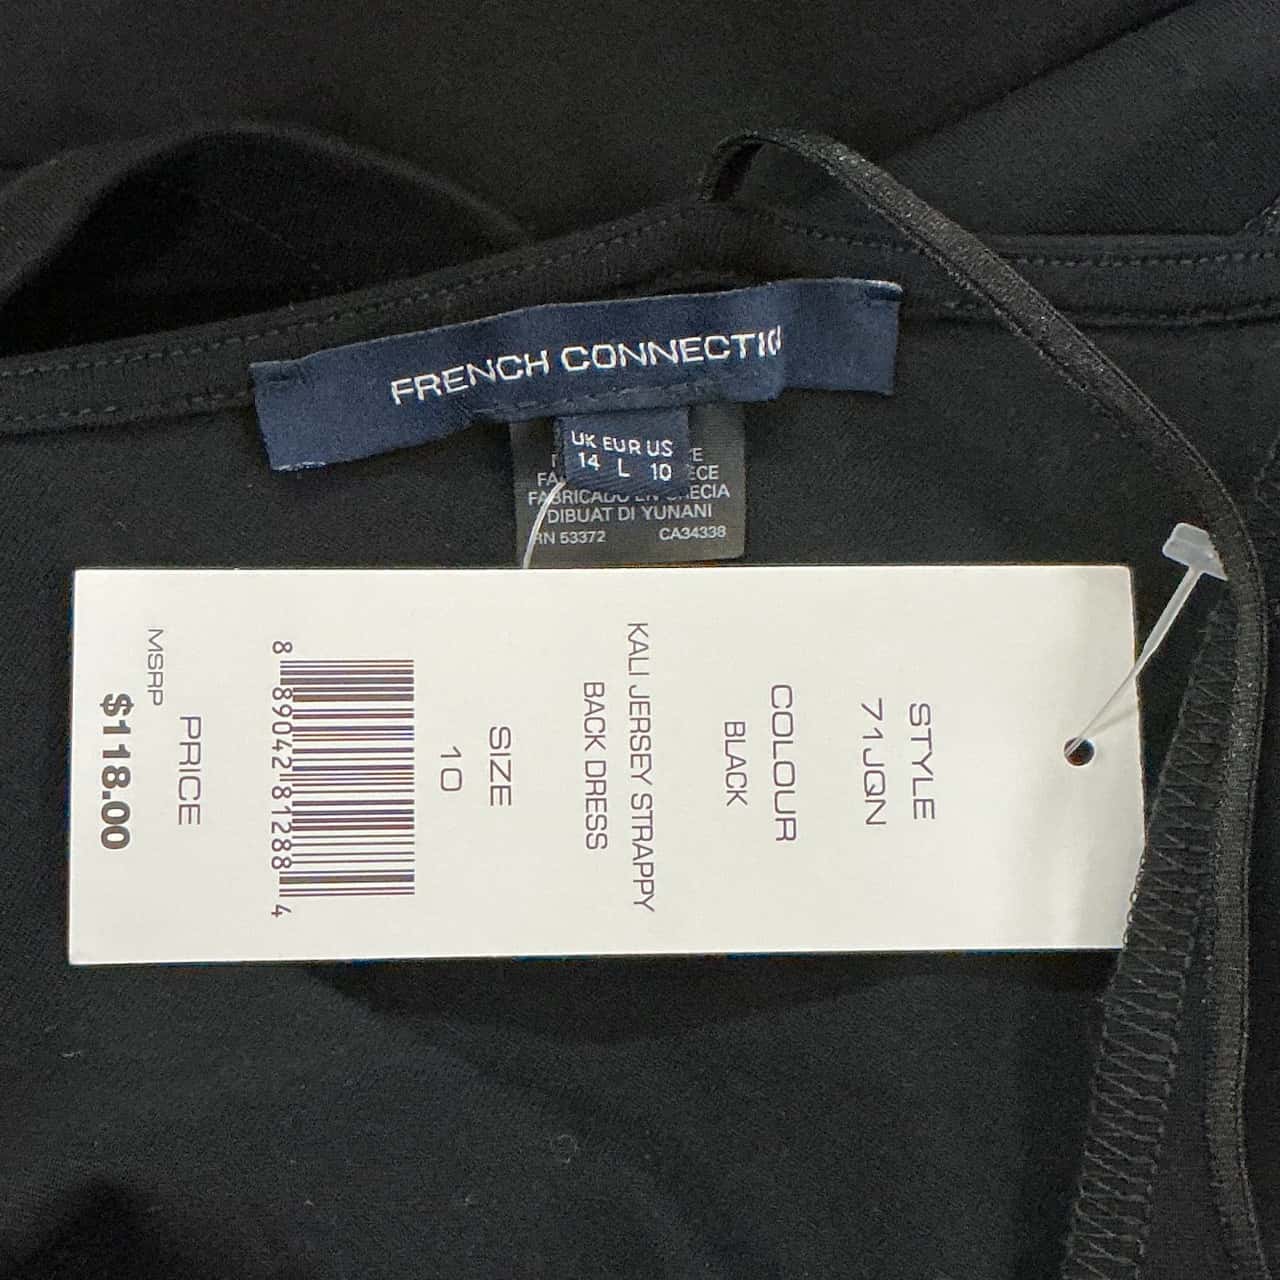 FRENCH CONNECTIO
UK EUR US
14 L 10
FABRICADO EN GRECIA
DIBUAT DI YUNANI
RN 53372 CA34338
STYLE
71JQN
COLOUR
BLACK
KALI JERSEY STRAPPY
BACK DRESS
SIZE
10
8 89042 81288 4
PRICE
MSRP
$118.00